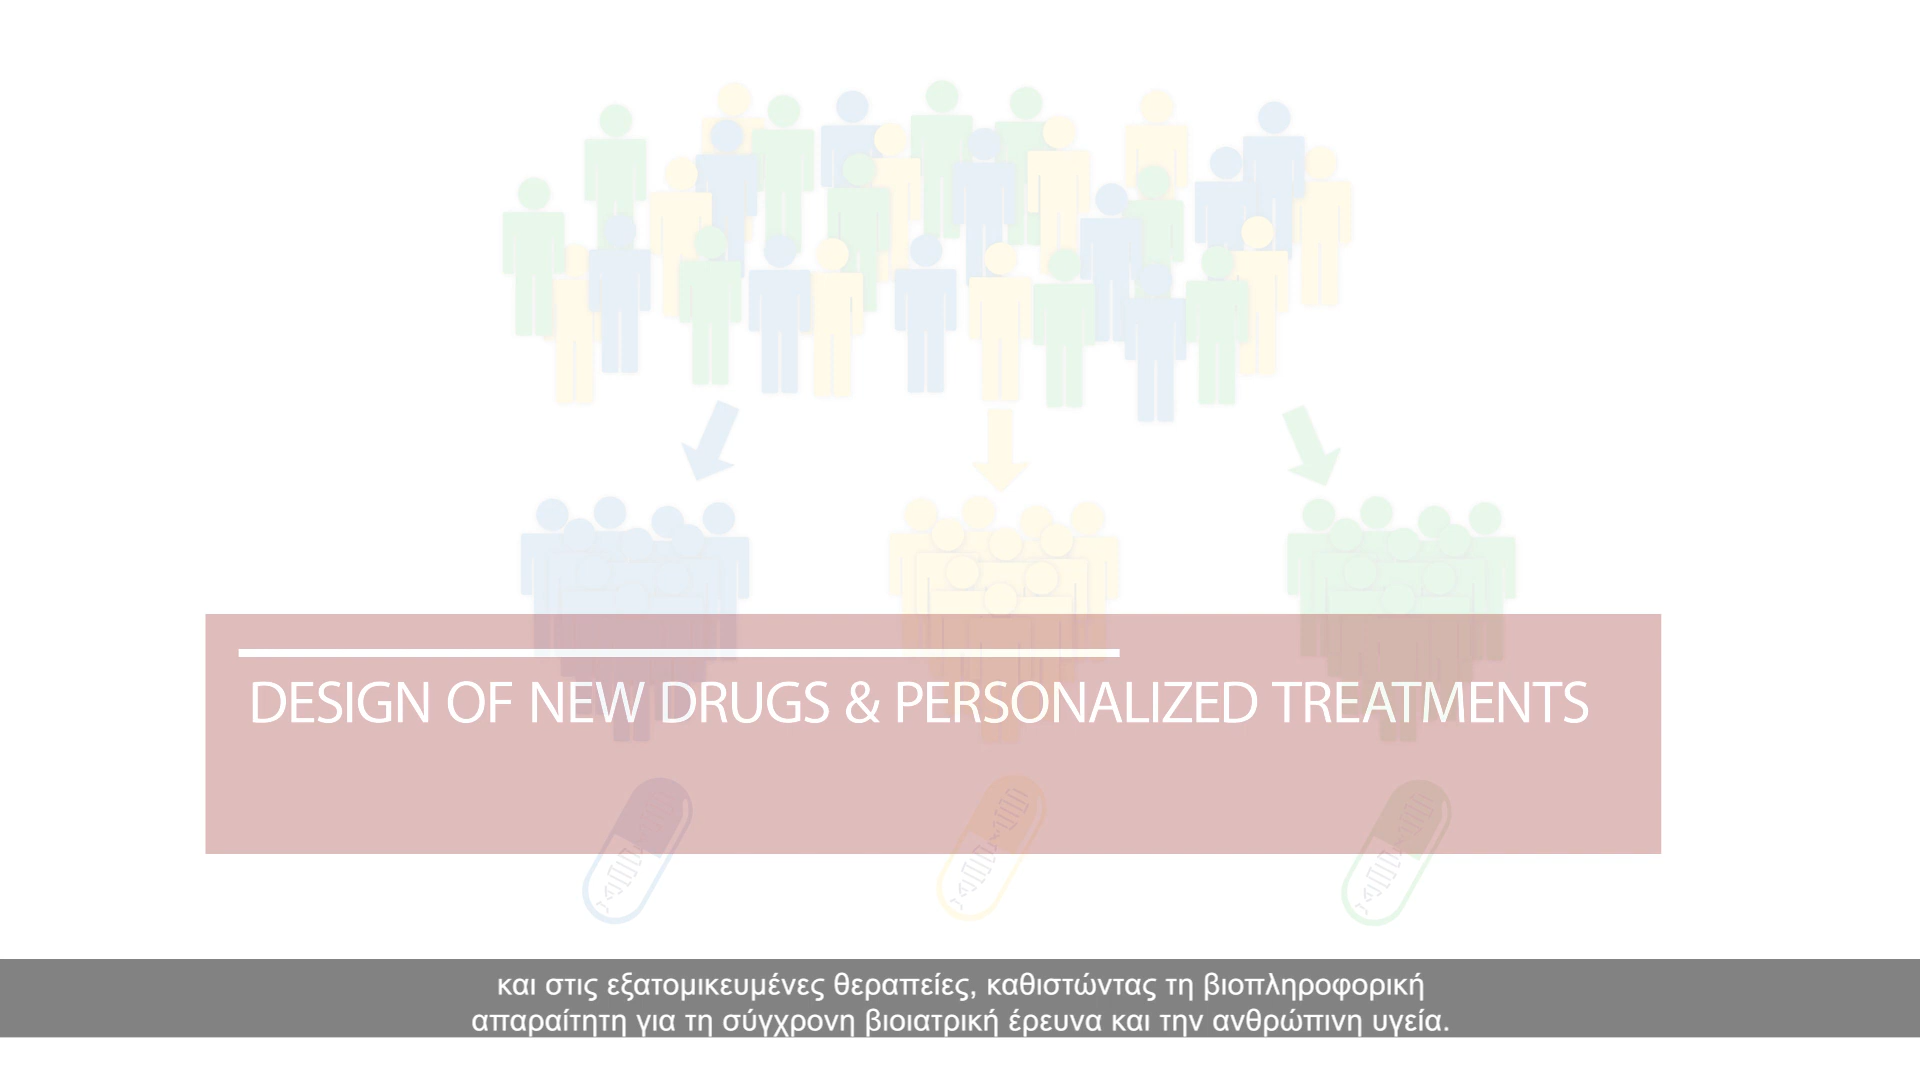 DESIGN OF NEW DRUGS & PERSONALIZED TREATMENTS
και στις εξατομικευμένες θεραπείες, καθιστώντας τη βιοπληροφορική
απαραίτητη για τη σύγχρονη βιοιατρική έρευνα και την ανθρώπινη υγεία.